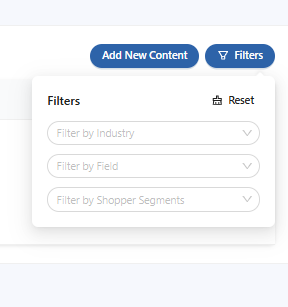 Add New Content
Filters
Filters
Reset
Filter by Industry
Filter by Field
Filter by Shopper Segments